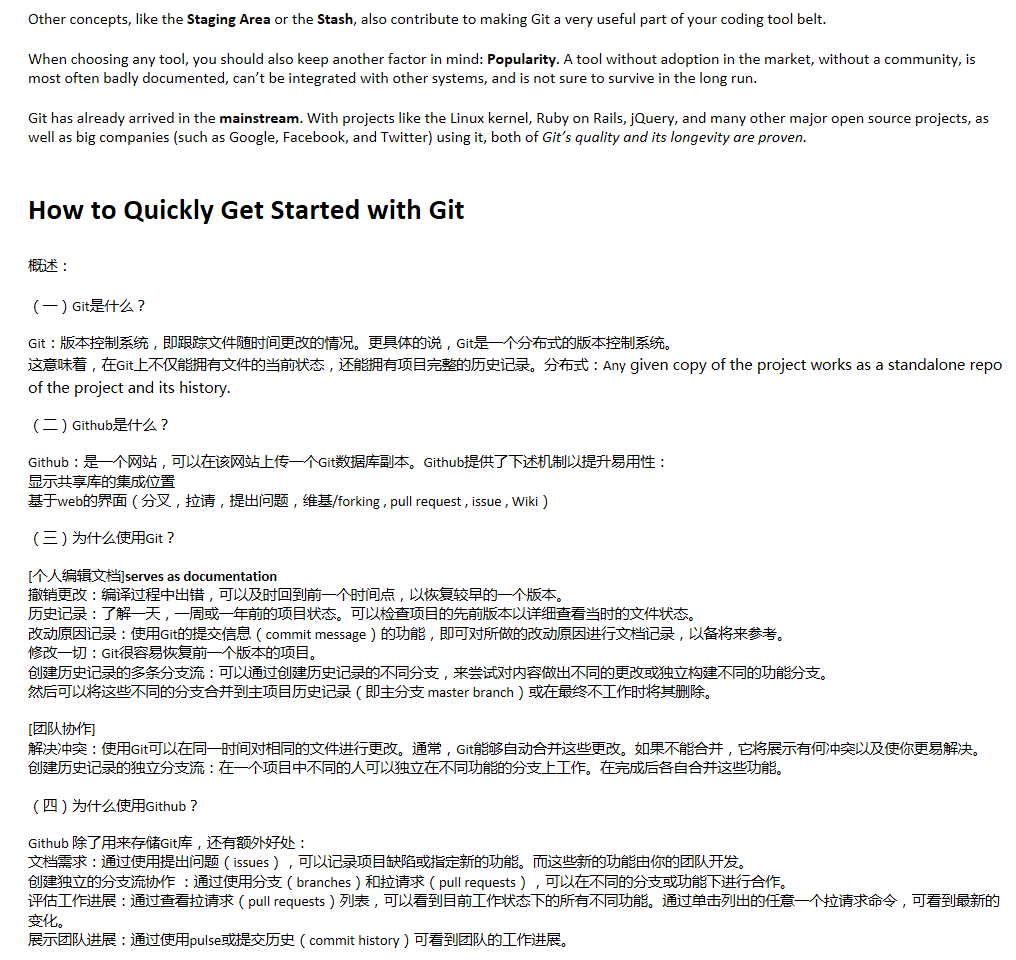 Other concepts, like the Staging Area or the Stash, also contribute to making Git a very useful part of your coding tool belt.
When choosing any tool, you should also keep another factor in mind: Popularity. A tool without adoption in the market, without a community, is
most often badly documented, can’t be integrated with other systems, and is not sure to survive in the long run.
Git has already arrived in the mainstream. With projects like the Linux kernel, Ruby on Rails, jQuery, and many other major open source projects, as
well as big companies (such as Google, Facebook, and Twitter) using it, both of Git’s quality and its longevity are proven.
How to Quickly Get Started with Git
概述：
（一）Git是什么？
Git：版本控制系统，即跟踪文件随时间更改的情况。更具体的说，Git是一个分布式的版本控制系统。
这意味着，在Git上不仅能拥有文件的当前状态，还能拥有项目完整的历史记录。分布式：Any given copy of the project works as a standalone repo
of the project and its history.
（二）Github是什么？
Github：是一个网站，可以在该网站上传一个Git数据库副本。Github提供了下述机制以提升易用性：
显示共享库的集成位置
基于web的界面（分叉，拉请，提出问题，维基/forking , pull request , issue , Wiki ）
（三）为什么使用Git？
[个人编辑文档]serves as documentation
撤销更改：编译过程中出错，可以及时回到前一个时间点，以恢复较早的一个版本。
历史记录：了解一天，一周或一年前的项目状态。可以检查项目的先前版本以详细查看当时的文件状态。
改动原因记录：使用Git的提交信息（commit message）的功能，即可对所做的改动原因进行文档记录，以备将来参考。
修改一切：Git很容易恢复前一个版本的项目。
创建历史记录的多条分支流：可以通过创建历史记录的不同分支，来尝试对内容做出不同的更改或独立构建不同的功能分支。
然后可以将这些不同的分支合并到主项目历史记录（即主分支 master branch）或在最终不工作时将其删除。
[团队协作]
解决冲突：使用Git可以在同一时间对相同的文件进行更改。通常，Git能够自动合并这些更改。如果不能合并，它将展示有何冲突以及使你更易解决。
创建历史记录的独立分支流：在一个项目中不同的人可以独立在不同功能的分支上工作。在完成后各自合并这些功能。
（四）为什么使用Github？
Github 除了用来存储Git库，还有额外好处：
文档需求：通过使用提出问题（issues），可以记录项目缺陷或指定新的功能。而这些新的功能由你的团队开发。
创建独立的分支流协作 ：通过使用分支（branches）和拉请求（pull requests），可以在不同的分支或功能下进行合作。
评估工作进展：通过查看拉请求（pull requests）列表，可以看到目前工作状态下的所有不同功能。通过单击列出的任意一个拉请求命令，可看到最新的
变化。
展示团队进展：通过使用pulse或提交历史（commit history）可看到团队的工作进展。